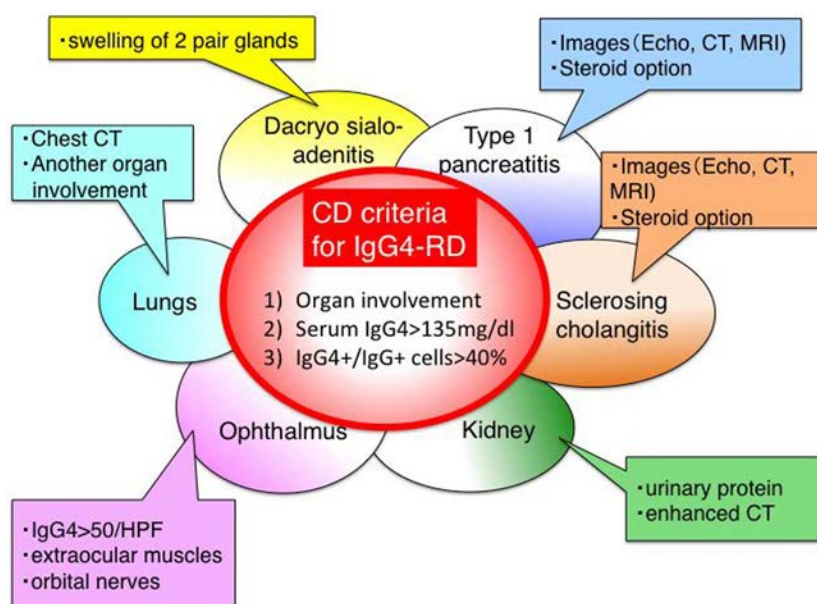 ・swelling of 2 pair glands
・Images(Echo, CT, MRI)
・Steroid option
Dacryo sialo-
adenitis
Type 1
pancreatitis
・Chest CT
・Another organ
involvement
・Images(Echo, CT,
MRI)
・Steroid option
CD criteria
for IgG4-RD
Lungs
1) Organ involvement
2) Serum IgG4>135mg/dl
3) IgG4+/IgG+ cells>40%
Sclerosing
cholangitis
Ophthalmus
Kidney
・IgG4>50/HPF
・extraocular muscles
・orbital nerves
・urinary protein
・enhanced CT